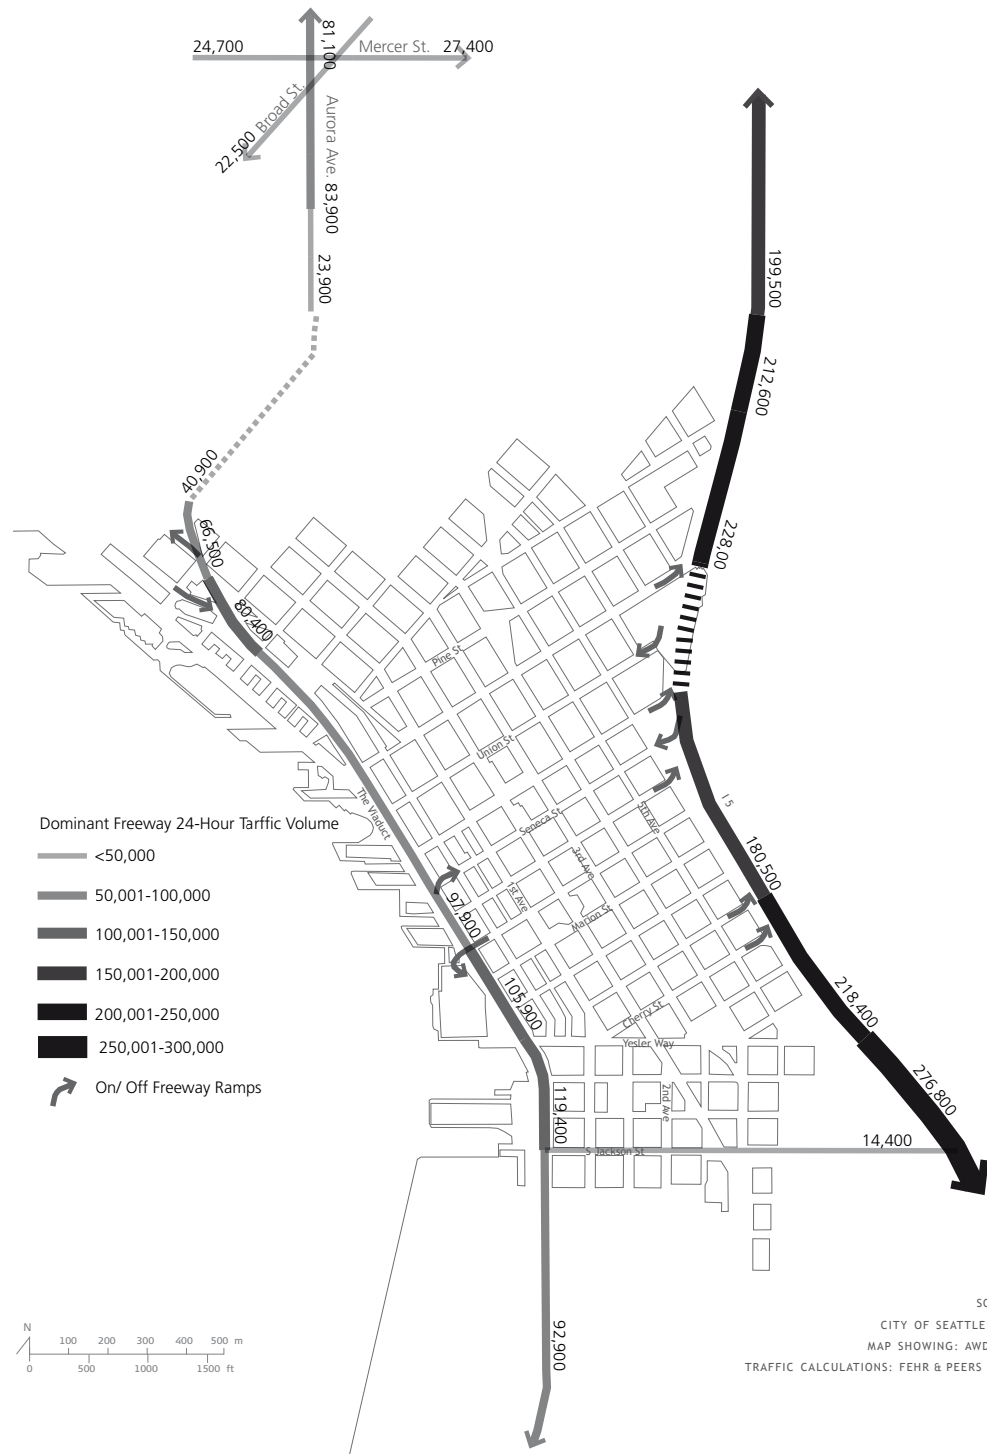 81,100
24,700
Mercer St.
27,400
Broad St.
22,500
Aurora Ave.
83,900
23,900
199,500
212,600
40,900
66,500
228,00
80,400
Pine St
Union St
The Viaduct
Seneca St
5th Ave
I 5
3rd Ave
180,500
1st Ave
97,900
Marion St
105,900
218,400
Cherry St
Yesler Way
276,800
2nd Ave
119,400
14,400
S Jackson St
92,900
Dominant Freeway 24-Hour Tarffic Volume
<50,000
50,001-100,000
100,001-150,000
150,001-200,000
200,001-250,000
250,001-300,000
On/ Off Freeway Ramps
N
100 200 300 400 500 m
0 500 1000 1500 ft
SO
CITY OF SEATTLE
MAP SHOWING: AWD
TRAFFIC CALCULATIONS: FEHR & PEERS